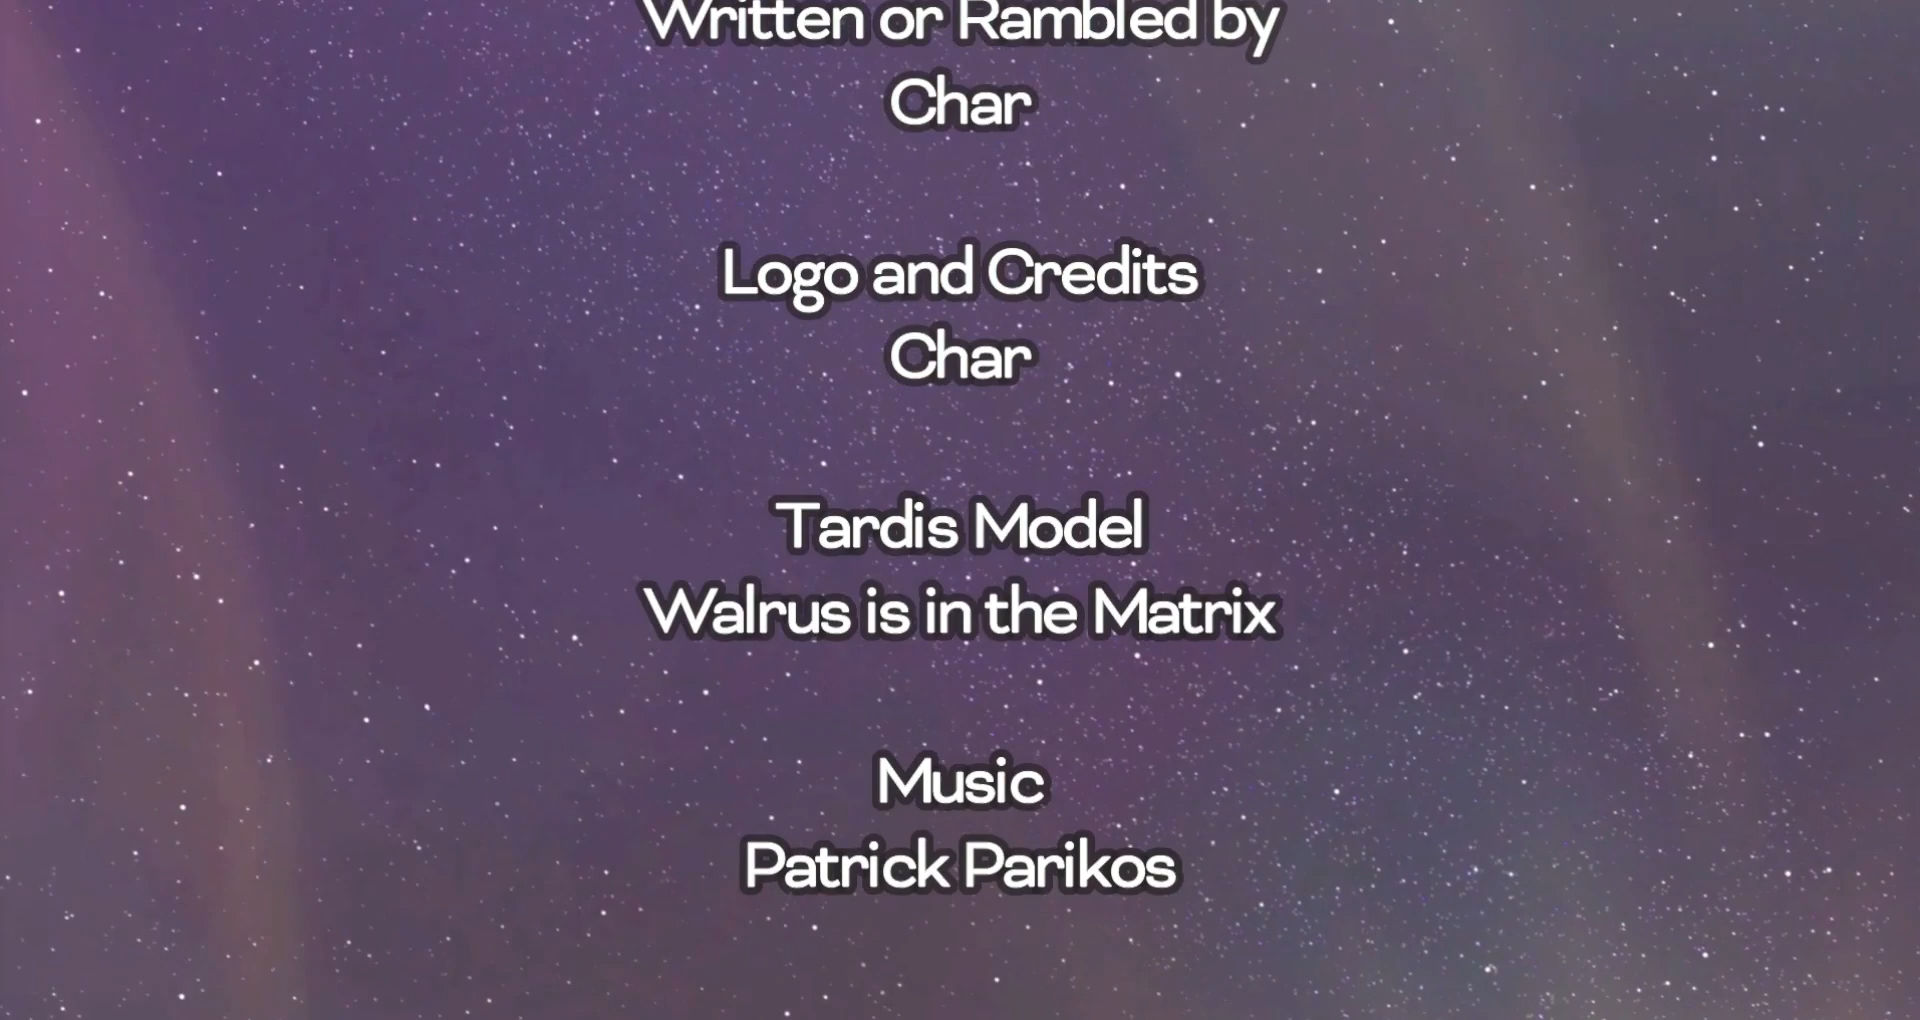 Written or Rambled by
Char
Logo and Credits
Char
Tardis Model
Walrus is in the Matrix
Music
Patrick Parikos